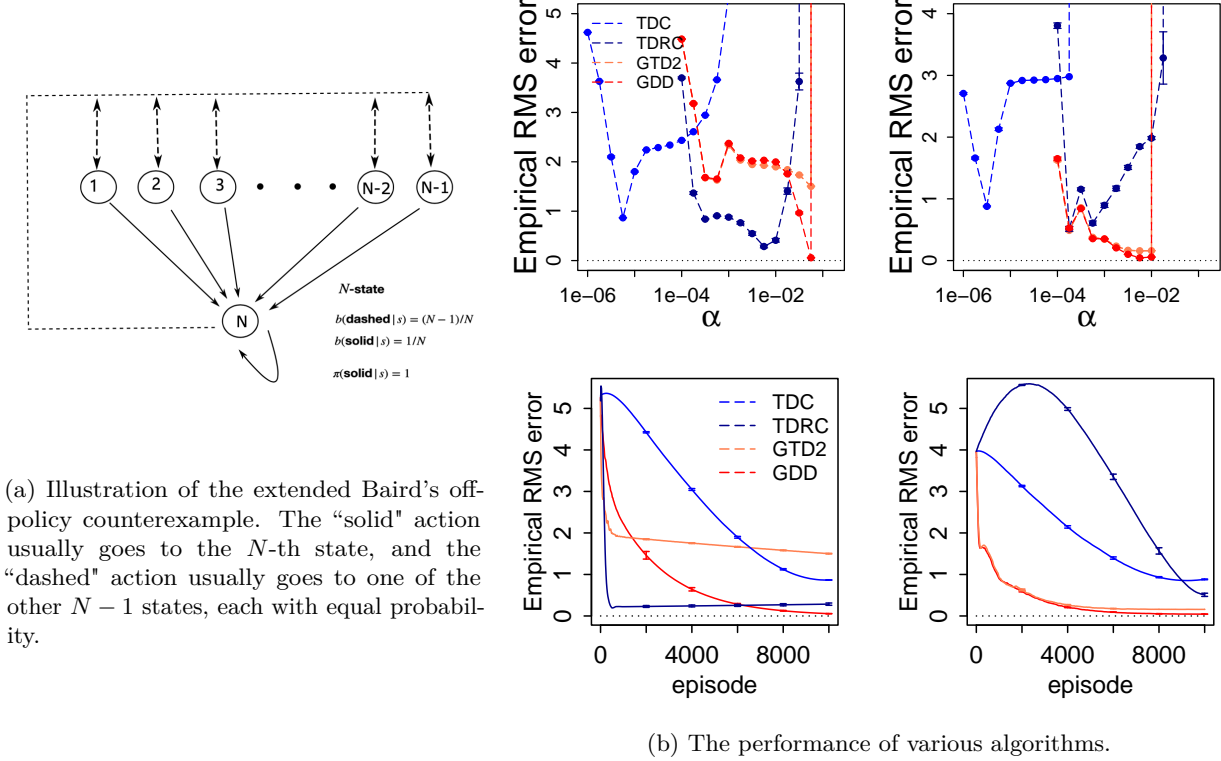 1
2
3
N-2
N-1
N
N-state
b(dashed | s) = (N − 1)/N
b(solid | s) = 1/N
π(solid | s) = 1
(a) Illustration of the extended Baird's off-
policy counterexample. The “solid" action
usually goes to the N-th state, and the
“dashed" action usually goes to one of the
other N − 1 states, each with equal probabil-
ity.
Empirical RMS error
0 1 2 3 4 5
TDC
TDRC
GTD2
GDD
1e−06 1e−04 1e−02
α
Empirical RMS error
0 1 2 3 4
1e−06 1e−04 1e−02
α
Empirical RMS error
0 1 2 3 4 5
TDC
TDRC
GTD2
GDD
0 4000 8000
episode
Empirical RMS error
0 1 2 3 4 5
0 4000 8000
episode
(b) The performance of various algorithms.